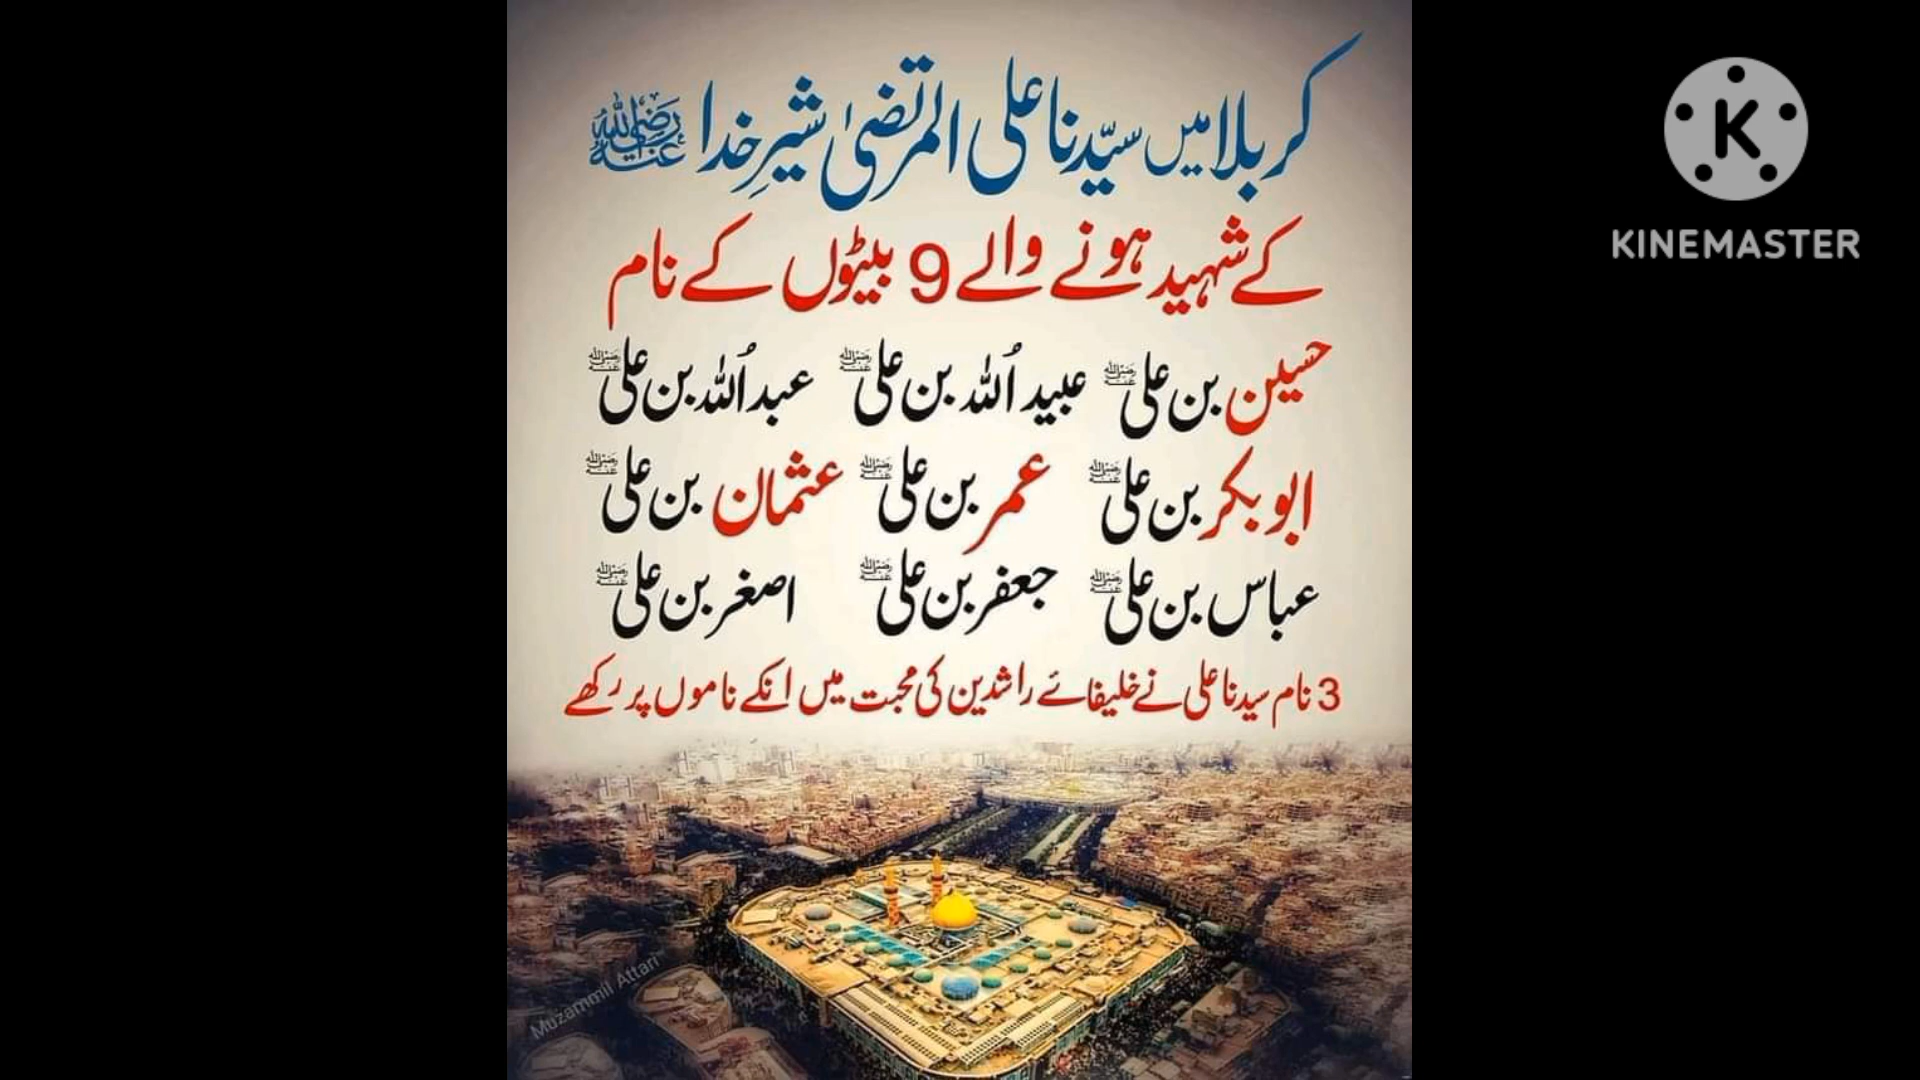 کربلا میں سیّدنا علی المرتضیٰ شیرِ خدا رضی اللہ عنہ
کے شہید ہونے والے 9 بیٹوں کے نام
حسین بن علی رضی اللہ عنہ عبید اللہ بن علی رضی اللہ عنہ عبد اللہ بن علی رضی اللہ عنہ
ابوبکر بن علی رضی اللہ عنہ عمر بن علی رضی اللہ عنہ عثمان بن علی رضی اللہ عنہ
عباس بن علی رضی اللہ عنہ جعفر بن علی رضی اللہ عنہ اصغر بن علی رضی اللہ عنہ
3 نام سیدنا علی نے خلیفائے راشدین کی محبت میں انکے ناموں پر رکھے
Muzammil Attari
K
KINEMASTER